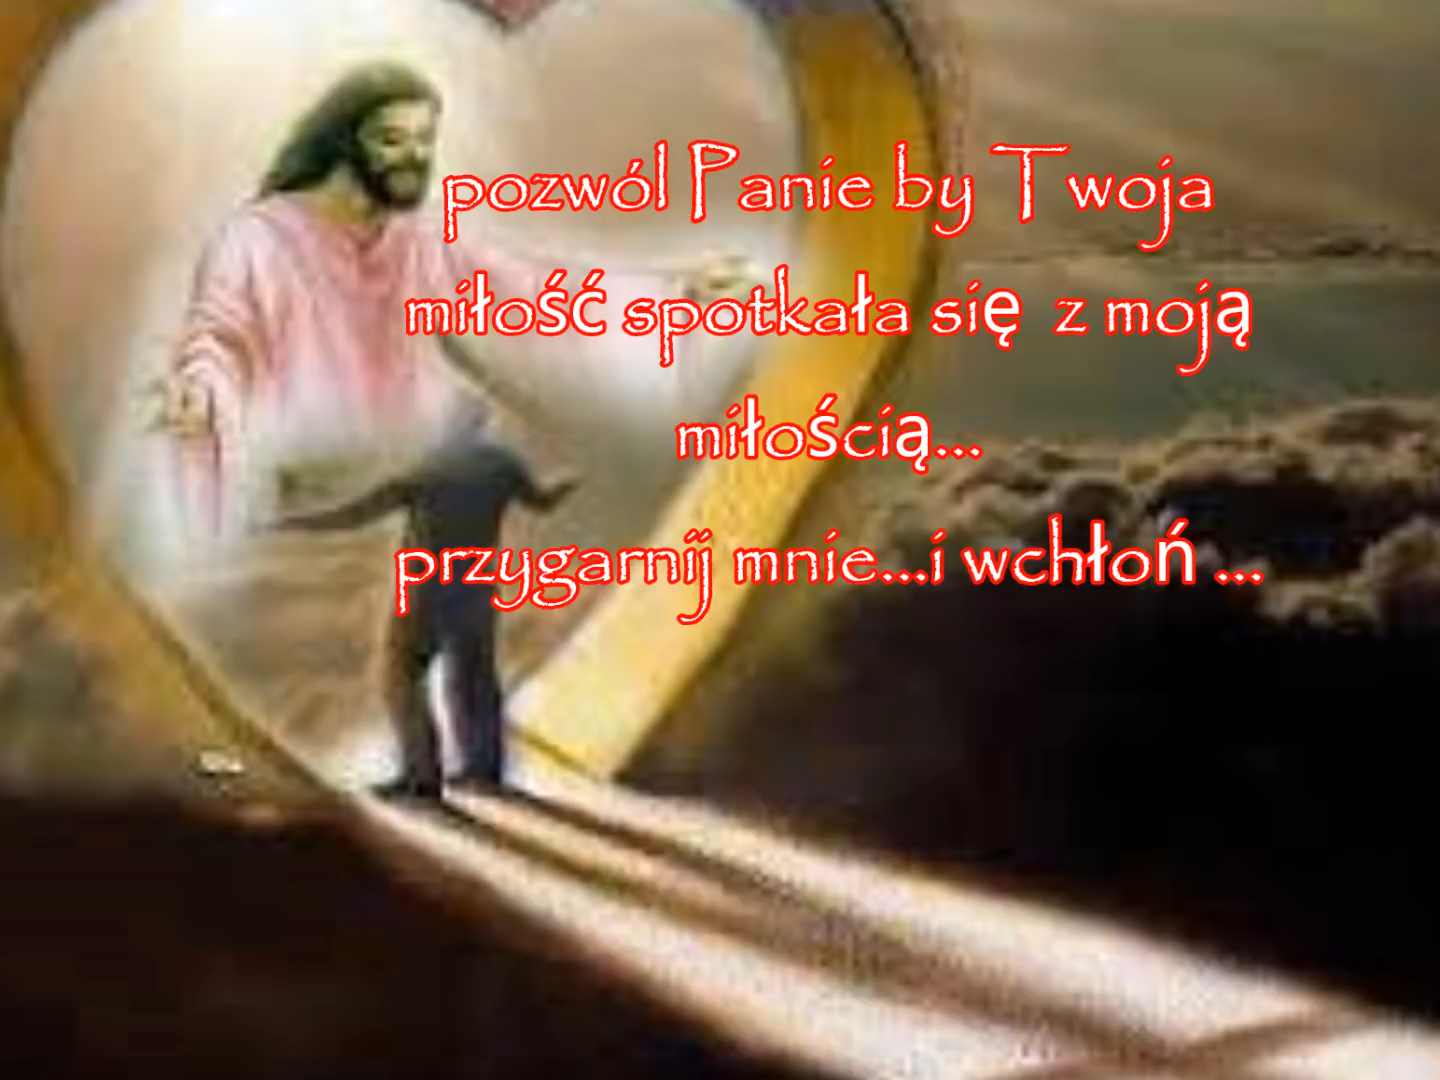 pozwól Panie by Twoja
miłość spotkała się z moją
miłością...
przygarnij mnie...i wchłoń ...